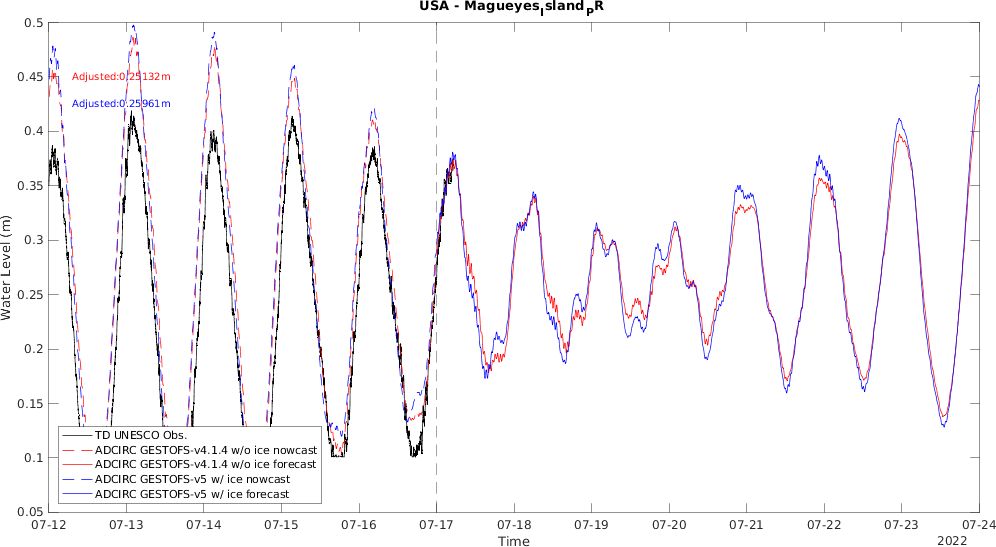 USA - Magueyes_Island_PR
0.5
0.45
0.4
0.35
0.3
0.25
0.2
0.15
0.1
0.05
Water Level (m)
Adjusted:0.25132m
Adjusted:0.25961m
TD UNESCO Obs.
ADCIRC GESTOFS-v4.1.4 w/o ice nowcast
ADCIRC GESTOFS-v4.1.4 w/o ice forecast
ADCIRC GESTOFS-v5 w/ ice nowcast
ADCIRC GESTOFS-v5 w/ ice forecast
07-12 07-13 07-14 07-15 07-16 07-17 07-18 07-19 07-20 07-21 07-22 07-23 07-24
Time
2022